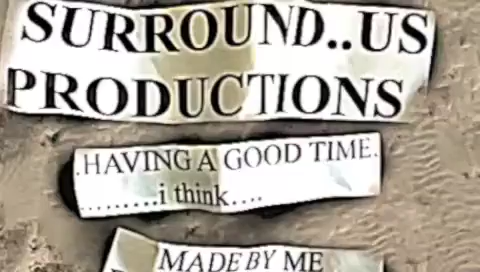 SURROUND..US
PRODUCTIONS
.HAVING A GOOD TIME.
.........i think....
MADE BY ME